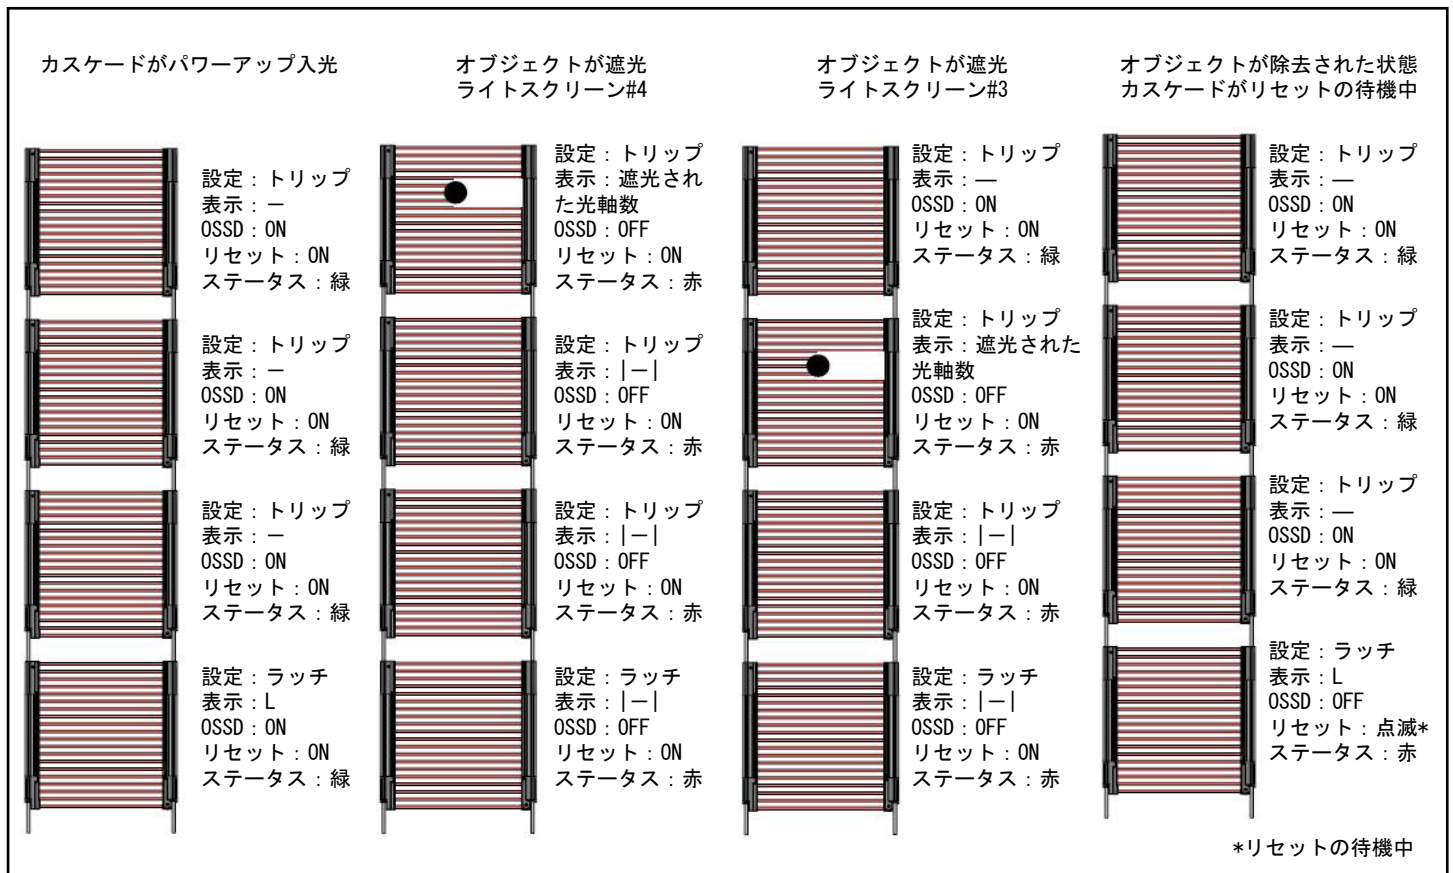 カスケードがパワーアップ入光
オブジェクトが遮光
ライトスクリーン#4
オブジェクトが遮光
ライトスクリーン#3
オブジェクトが除去された状態
カスケードがリセットの待機中
設定：トリップ
表示：－
OSSD：ON
リセット：ON
ステータス：緑
設定：トリップ
表示：－
OSSD：ON
リセット：ON
ステータス：緑
設定：トリップ
表示：－
OSSD：ON
リセット：ON
ステータス：緑
設定：ラッチ
表示：L
OSSD：ON
リセット：ON
ステータス：緑
設定：トリップ
表示：遮光され
た光軸数
OSSD：OFF
リセット：ON
ステータス：赤
設定：トリップ
表示：|－|
OSSD：OFF
リセット：ON
ステータス：赤
設定：トリップ
表示：|－|
OSSD：OFF
リセット：ON
ステータス：赤
設定：ラッチ
表示：|－|
OSSD：OFF
リセット：ON
ステータス：赤
設定：トリップ
表示：—
OSSD：ON
リセット：ON
ステータス：緑
設定：トリップ
表示：遮光された
光軸数
OSSD：OFF
リセット：ON
ステータス：赤
設定：トリップ
表示：|－|
OSSD：OFF
リセット：ON
ステータス：赤
設定：ラッチ
表示：|－|
OSSD：OFF
リセット：ON
ステータス：赤
設定：トリップ
表示：—
OSSD：ON
リセット：ON
ステータス：緑
設定：トリップ
表示：—
OSSD：ON
リセット：ON
ステータス：緑
設定：トリップ
表示：—
OSSD：ON
リセット：ON
ステータス：緑
設定：ラッチ
表示：L
OSSD：OFF
リセット：点滅*
ステータス：赤
*リセットの待機中